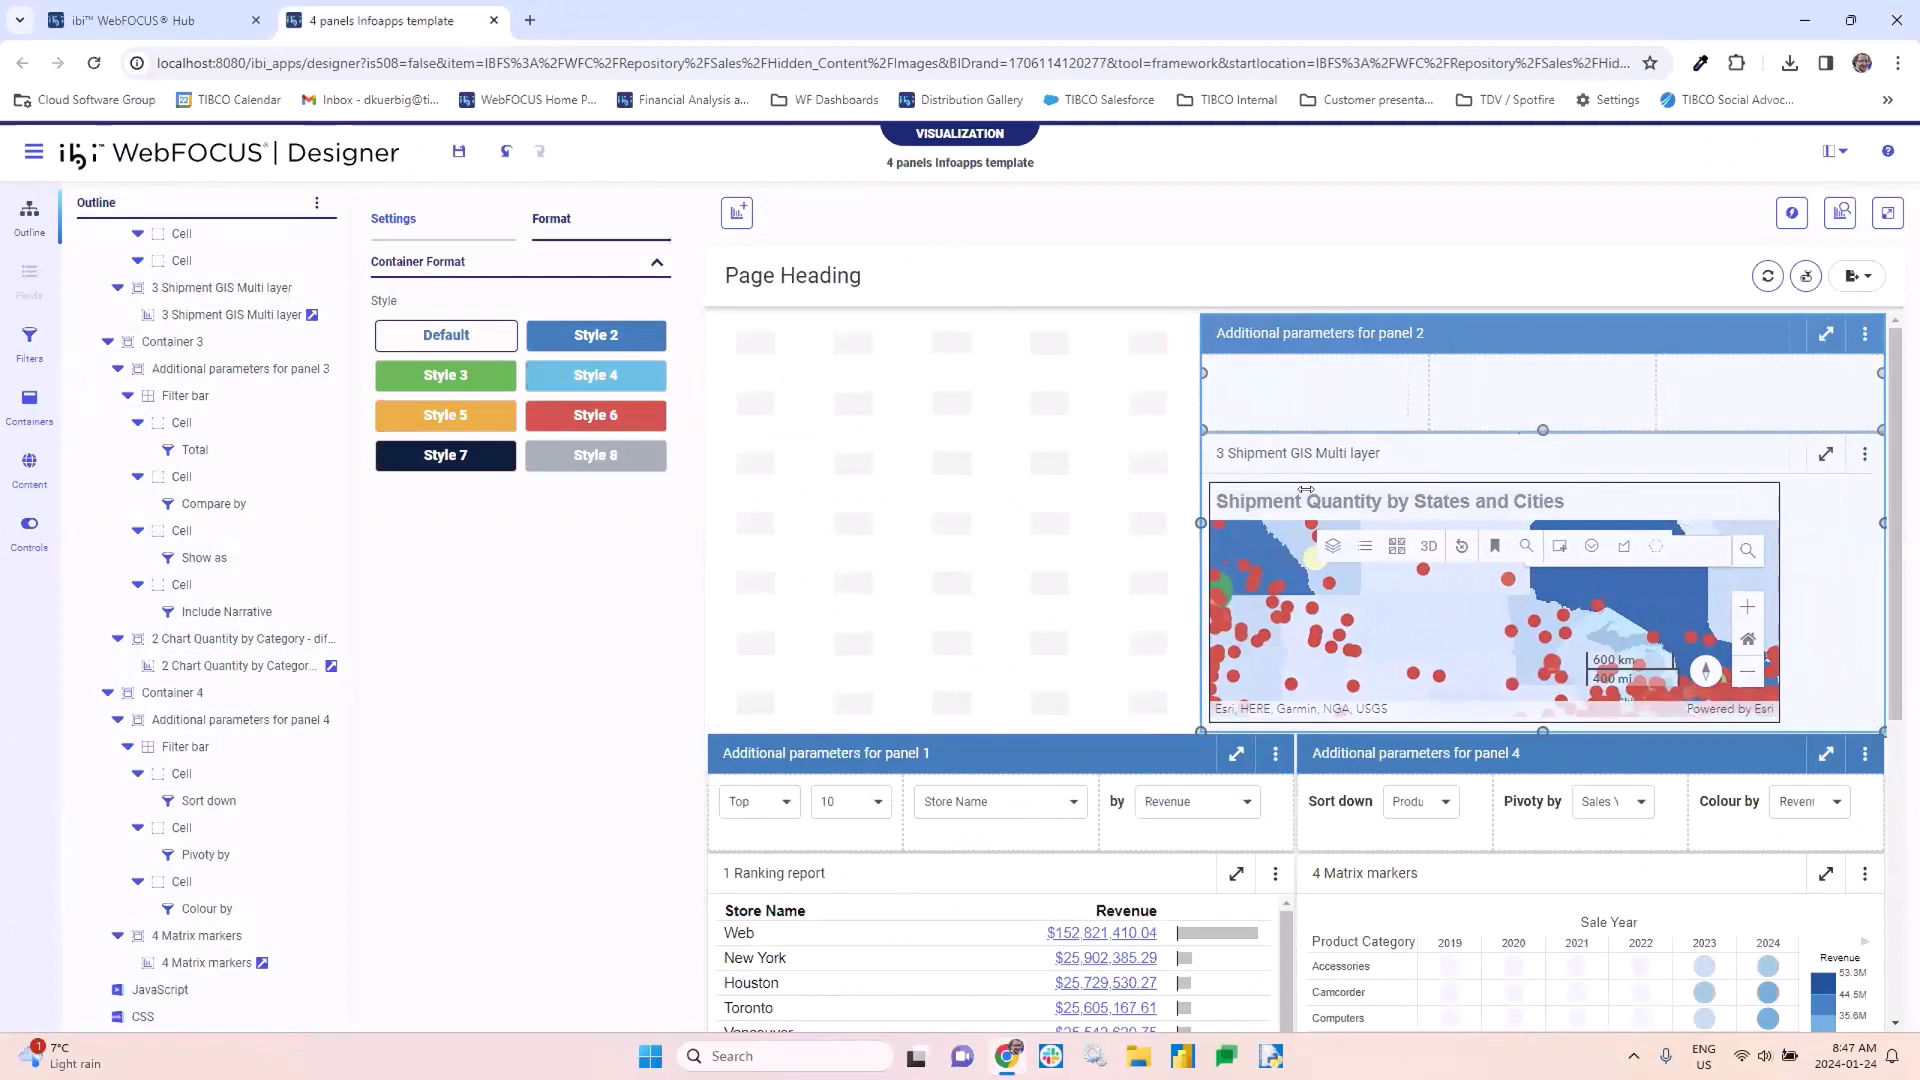 ibi™ WebFOCUS® Hub
4 panels Infoapps template
localhost:8080/ibi_apps/designer?is508=false&item=IBFS%3A%2FWFC%2FRepository%2FSales%2FHidden_Content%2FImages&BIDrand=1706114120277&tool=framework&startlocation=IBFS%3A%2FWFC%2FRepository%2FSales%2FHid...
Cloud Software Group
TIBCO Calendar
Inbox - dkuerbig@ti...
WebFOCUS Home P...
Financial Analysis a...
WF Dashboards
Distribution Gallery
TIBCO Salesforce
TIBCO Internal
Customer presenta...
TDV / Spotfire
Settings
TIBCO Social Advoc...
VISUALIZATION
4 panels Infoapps template
ibi™ WebFOCUS® | Designer
Outline
Fields
Filters
Containers
Content
Controls
Outline
Cell
Cell
3 Shipment GIS Multi layer
3 Shipment GIS Multi layer
Container 3
Additional parameters for panel 3
Filter bar
Cell
Total
Cell
Compare by
Cell
Show as
Cell
Include Narrative
2 Chart Quantity by Category - dif...
2 Chart Quantity by Categor...
Container 4
Additional parameters for panel 4
Filter bar
Cell
Sort down
Cell
Pivoty by
Cell
Colour by
4 Matrix markers
4 Matrix markers
JavaScript
CSS
Settings
Format
Container Format
Style
Default
Style 2
Style 3
Style 4
Style 5
Style 6
Style 7
Style 8
Page Heading
Additional parameters for panel 2
3 Shipment GIS Multi layer
Shipment Quantity by States and Cities
3D
600 km
400 mi
Esri, HERE, Garmin, NGA, USGS
Powered by Esri
Additional parameters for panel 1
Top
10
Store Name
by
Revenue
Additional parameters for panel 4
Sort down
Produ
Pivoty by
Sales Y
Colour by
Reven
1 Ranking report
Store Name Revenue
Web $152,821,410.04
New York $25,902,385.29
Houston $25,729,530.27
Toronto $25,605,167.61
4 Matrix markers
Sale Year
Product Category 2019 2020 2021 2022 2023 2024
Accessories
Camcorder
Computers
Revenue
53.3M
44.5M
35.6M
1
7°C
Light rain
Search
ENG
US
8:47 AM
2024-01-24